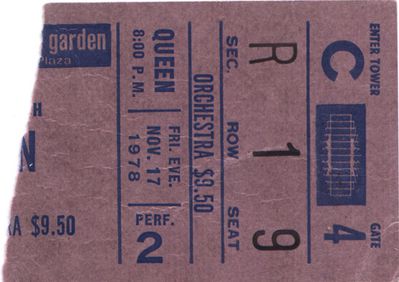 garden
Plaza
H
N
RA $9.50
QUEEN
8:00 P.M.
FRI. EVE.
NOV. 17
1978
PERF.
2
ORCHESTRA $9.50
SEC. ROW SEAT
R 1 9
ENTER TOWER
C
GATE
4